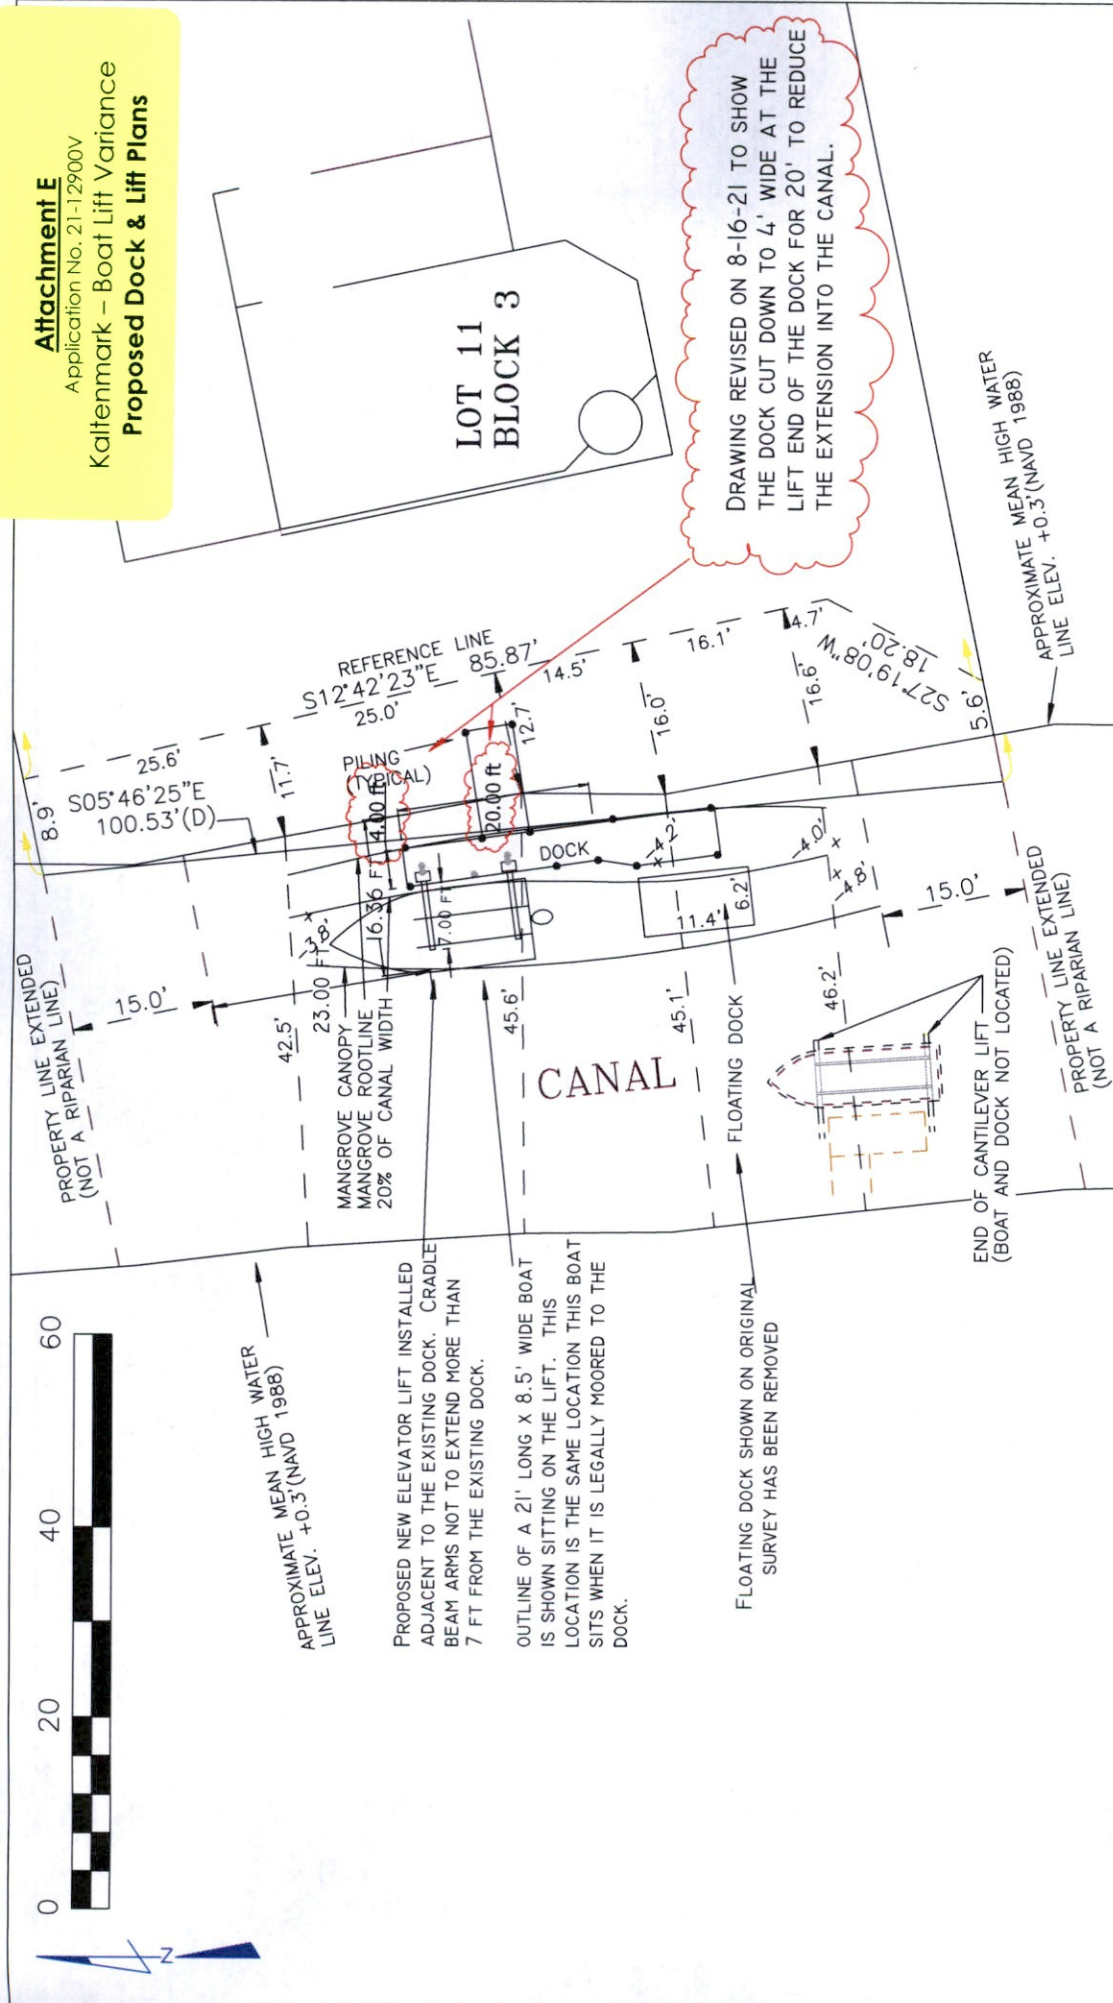 Attachment E
Application No. 21-12900V
Kaltenmark – Boat Lift Variance
Proposed Dock & Lift Plans
LOT 11
BLOCK 3
DRAWING REVISED ON 8-16-21 TO SHOW
THE DOCK CUT DOWN TO 4' WIDE AT THE
LIFT END OF THE DOCK FOR 20' TO REDUCE
THE EXTENSION INTO THE CANAL.
REFERENCE LINE
S12°42'23"E 85.87'
25.6'
25.0'
14.5'
16.1'
4.7'
S27°19'08"W
18.20'
8.9'
S05°46'25"E
100.53'(D)
11.7'
12.7'
16.0'
16.6'
5.6'
PILING
(TYPICAL)
4.00 ft
20.00 ft
16.36 FT
7.00 FT
DOCK
3.8'
4.2'
4.0'
4.8'
6.2'
11.4'
APPROXIMATE MEAN HIGH WATER
LINE ELEV. +0.3'(NAVD 1988)
PROPERTY LINE EXTENDED
(NOT A RIPARIAN LINE)
15.0'
23.00 FT
42.5'
45.6'
45.1'
46.2'
15.0'
MANGROVE CANOPY
MANGROVE ROOTLINE
20% OF CANAL WIDTH
CANAL
FLOATING DOCK
END OF CANTILEVER LIFT
(BOAT AND DOCK NOT LOCATED)
PROPERTY LINE EXTENDED
(NOT A RIPARIAN LINE)
0
20
40
60
APPROXIMATE MEAN HIGH WATER
LINE ELEV. +0.3'(NAVD 1988)
PROPOSED NEW ELEVATOR LIFT INSTALLED
ADJACENT TO THE EXISTING DOCK. CRADLE
BEAM ARMS NOT TO EXTEND MORE THAN
7 FT FROM THE EXISTING DOCK.
OUTLINE OF A 21' LONG X 8.5' WIDE BOAT
IS SHOWN SITTING ON THE LIFT. THIS
LOCATION IS THE SAME LOCATION THIS BOAT
SITS WHEN IT IS LEGALLY MOORED TO THE
DOCK.
FLOATING DOCK SHOWN ON ORIGINAL
SURVEY HAS BEEN REMOVED
N